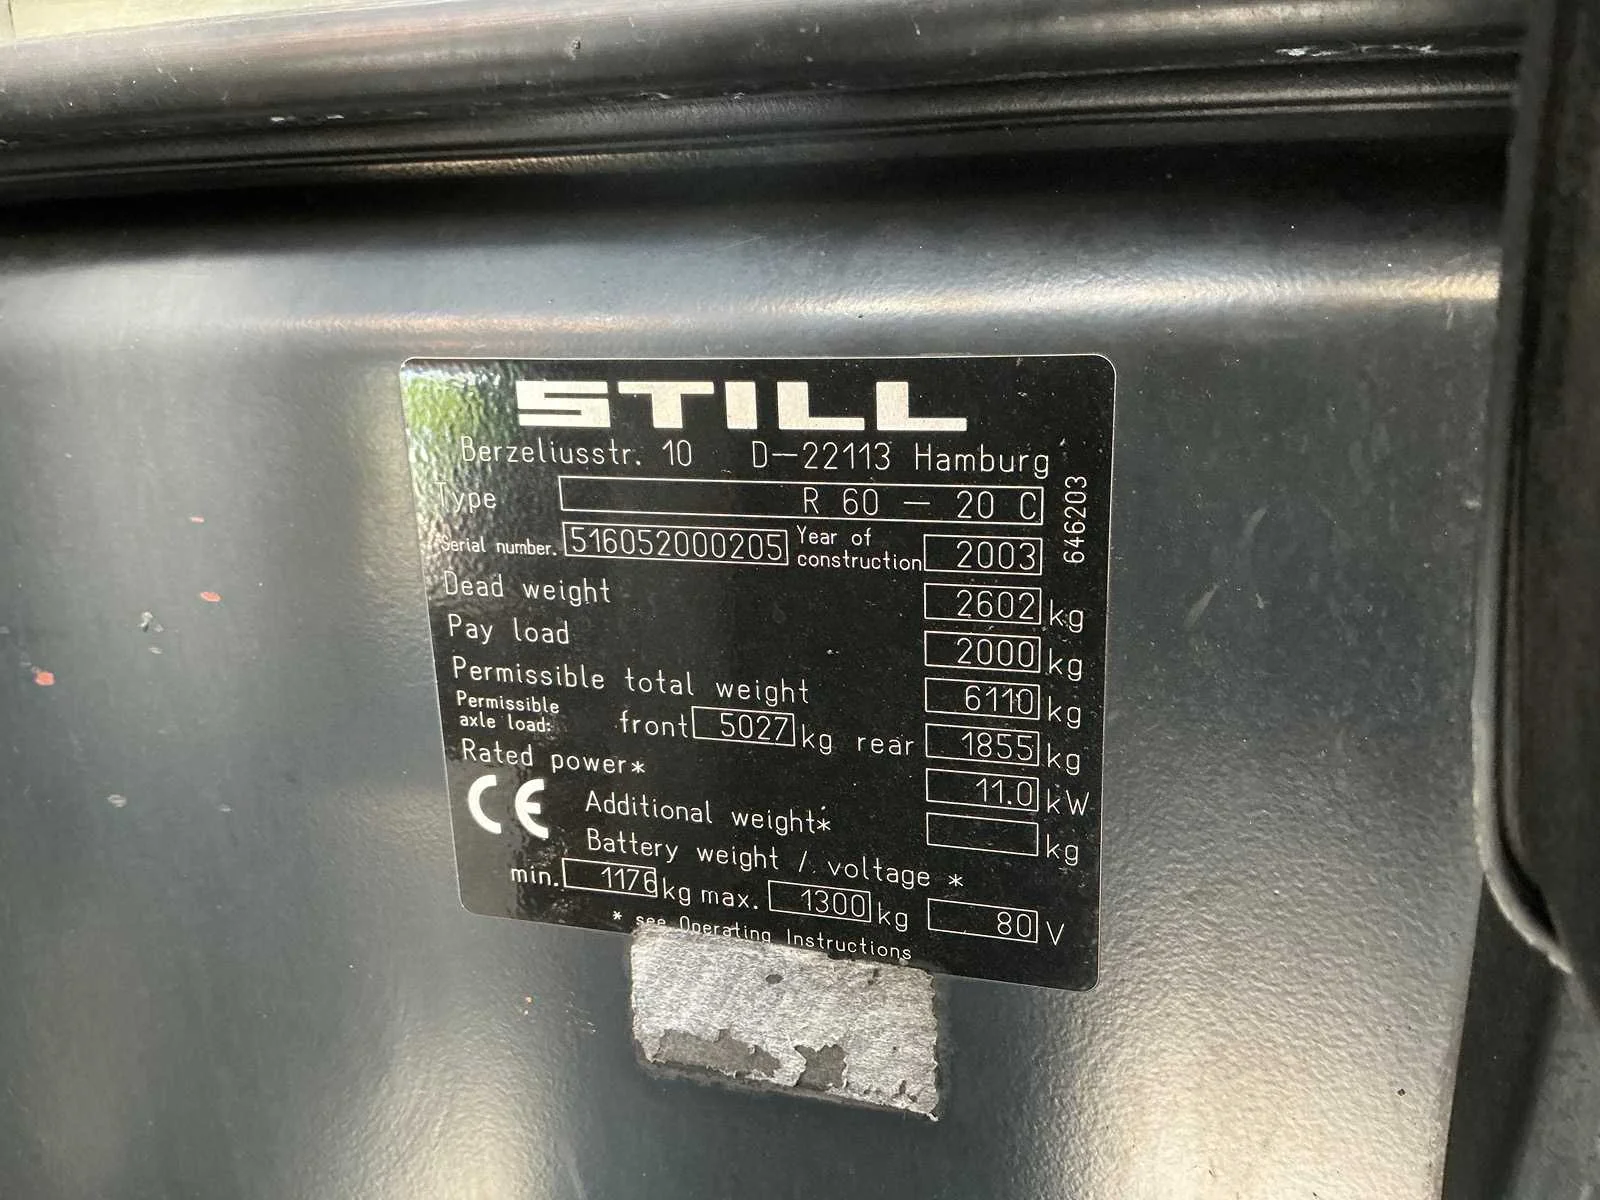 STILL
Berzeliusstr. 10 D-22113 Hamburg
Type R 60 - 20 C
646203
Serial number. 516052000205 Year of construction 2003
Dead weight 2602 kg
Pay load 2000 kg
Permissible total weight 6110 kg
Permissible axle load: front 5027 kg rear 1855 kg
Rated power* 11.0 kW
CE
Additional weight* kg
Battery weight / voltage *
min. 1176 kg max. 1300 kg 80 V
* see Operating Instructions